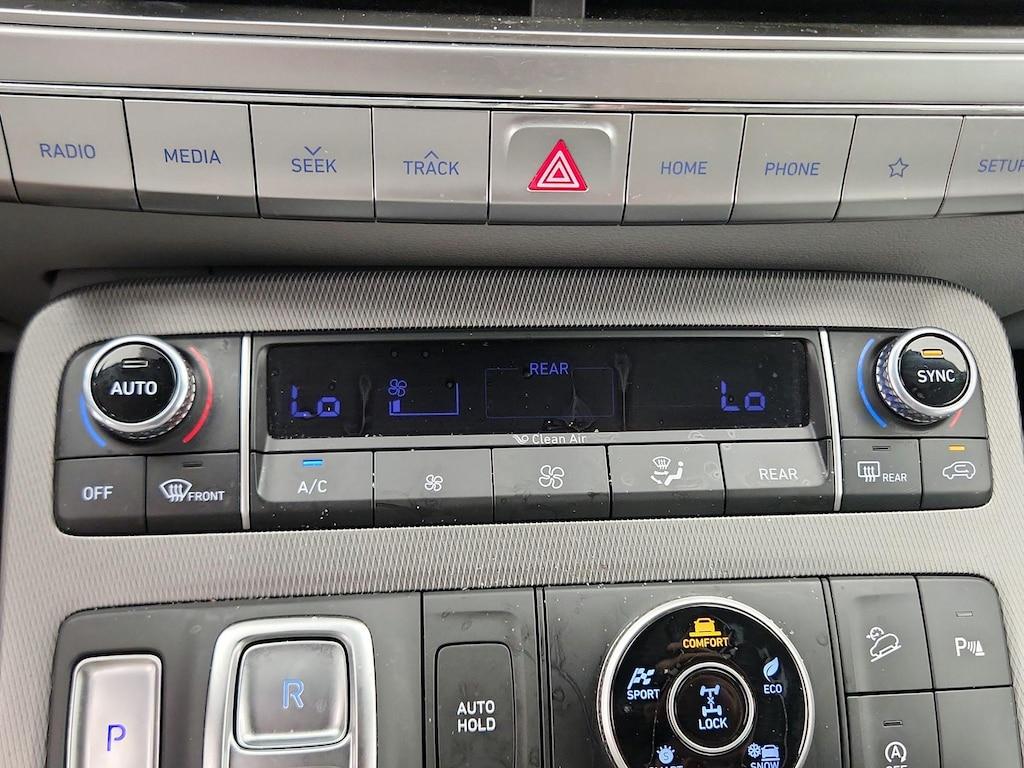 RADIO
MEDIA
SEEK
TRACK
HOME
PHONE
SETUP
AUTO
Lo
REAR
Lo
SYNC
Clean Air
OFF
FRONT
A/C
REAR
REAR
COMFORT
SPORT
ECO
LOCK
SNOW
AUTO
HOLD
P
R
P
A